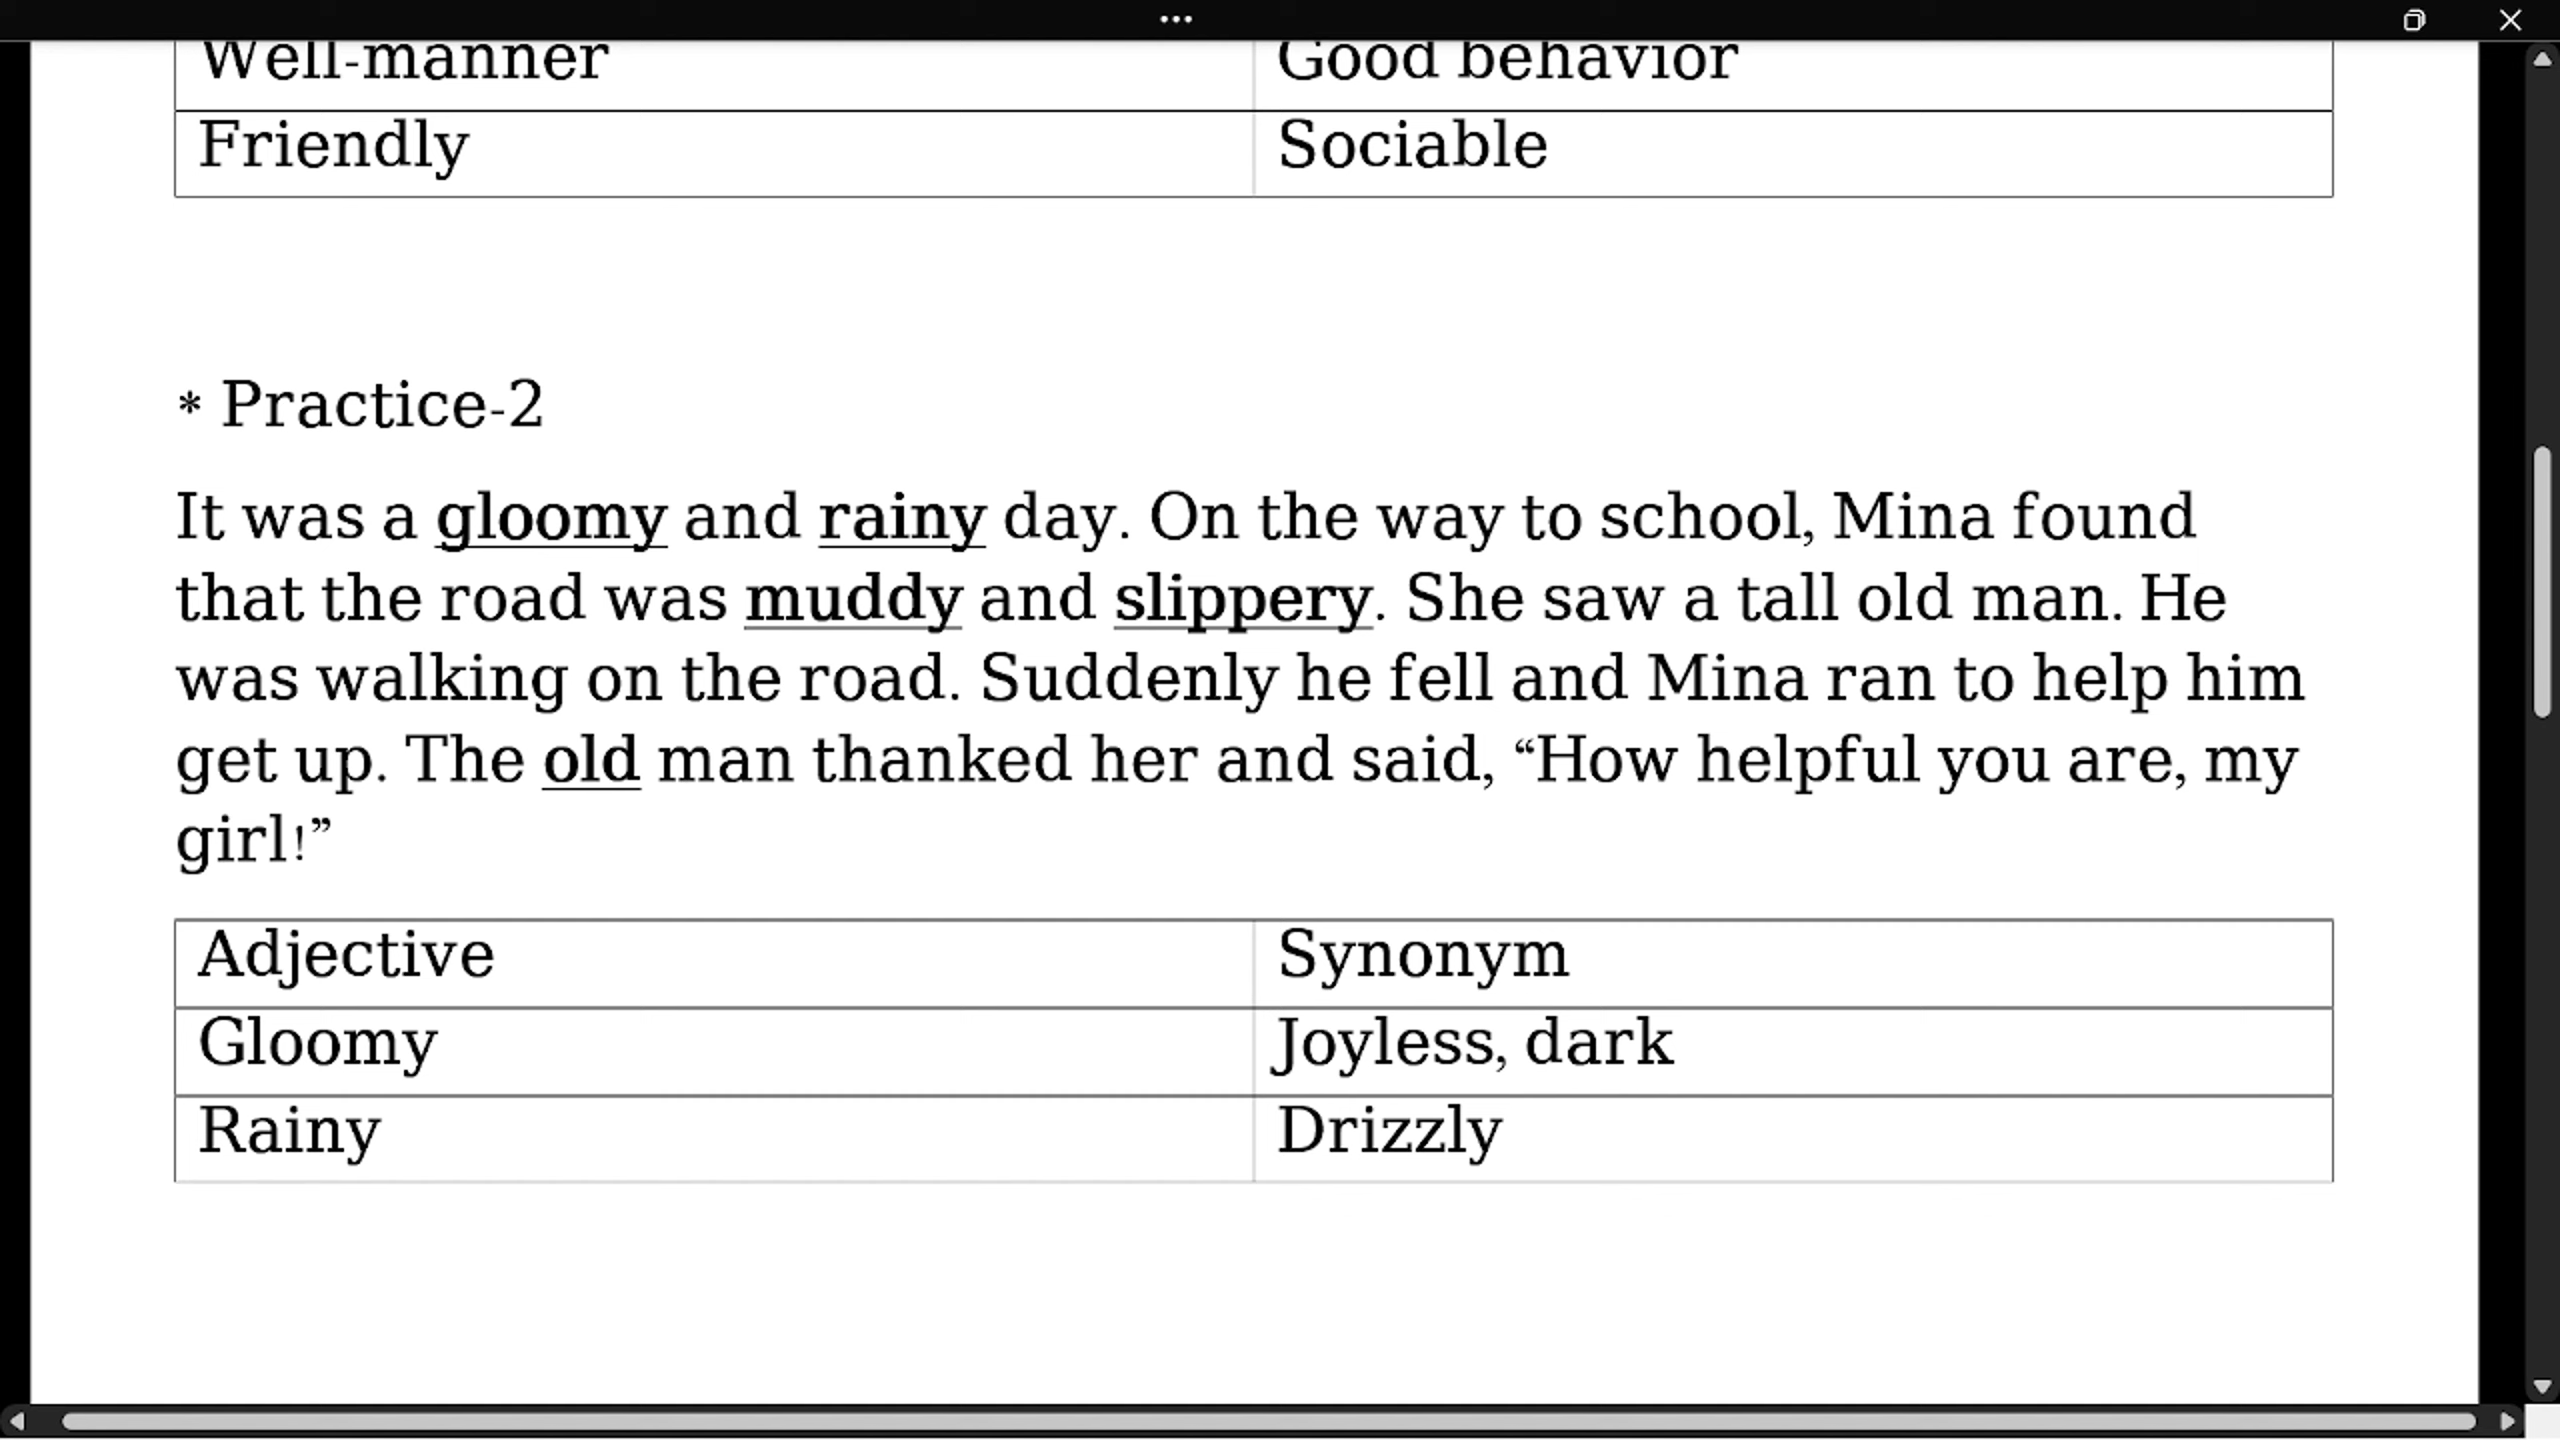 Well-manner Good behavior
Friendly Sociable
* Practice-2
It was a gloomy and rainy day. On the way to school, Mina found
that the road was muddy and slippery. She saw a tall old man. He
was walking on the road. Suddenly he fell and Mina ran to help him
get up. The old man thanked her and said, “How helpful you are, my
girl!”
Adjective Synonym
Gloomy Joyless, dark
Rainy Drizzly